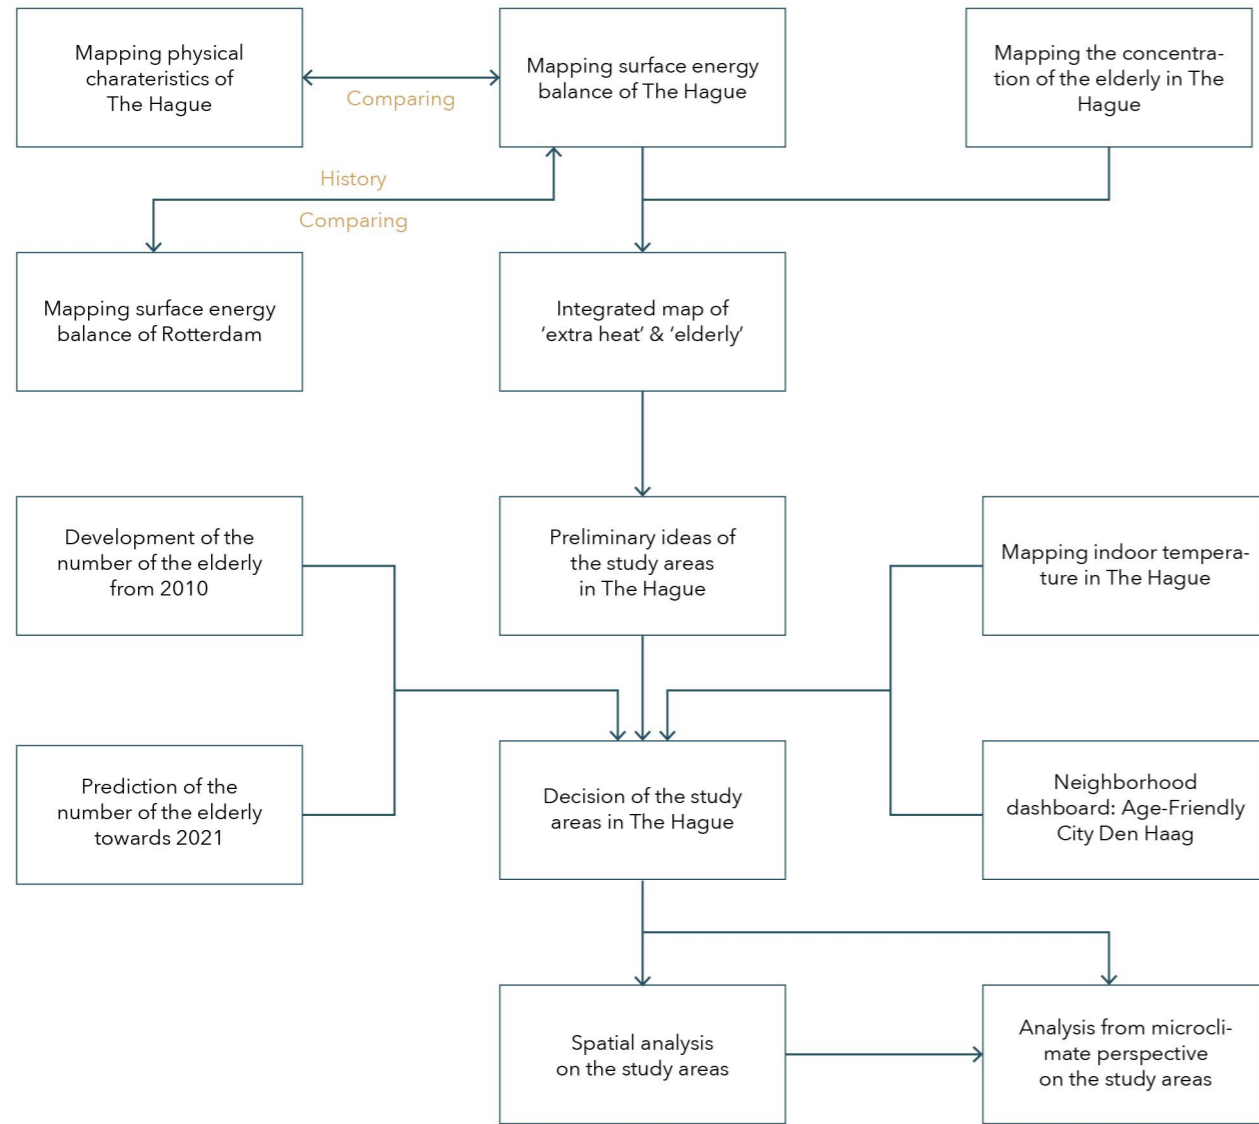 Mapping physical
charateristics of
The Hague
Comparing
Mapping surface energy
balance of The Hague
Mapping the concentra-
tion of the elderly in The
Hague
History
Comparing
Mapping surface energy
balance of Rotterdam
Integrated map of
‘extra heat’ & ‘elderly’
Development of the
number of the elderly
from 2010
Preliminary ideas of
the study areas
in The Hague
Mapping indoor tempera-
ture in The Hague
Prediction of the
number of the elderly
towards 2021
Decision of the study
areas in The Hague
Neighborhood
dashboard: Age-Friendly
City Den Haag
Spatial analysis
on the study areas
Analysis from microcli-
mate perspective
on the study areas